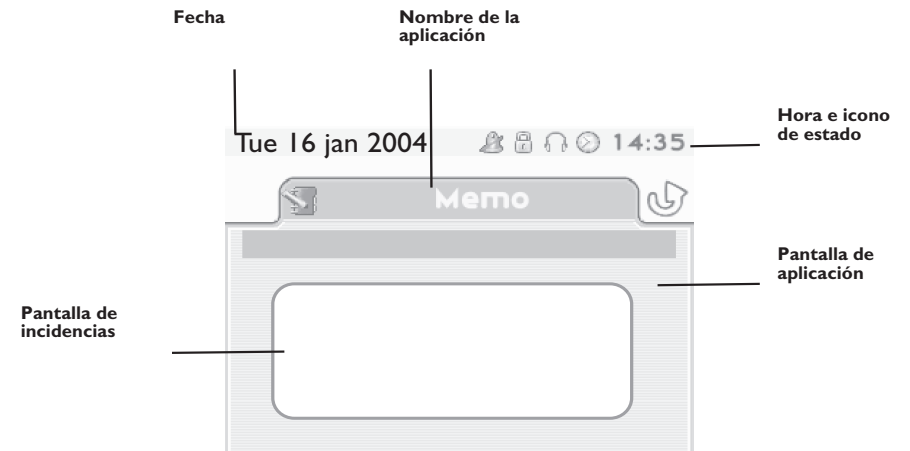 Fecha
Nombre de la
aplicación
Tue 16 jan 2004
14:35
Hora e icono
de estado
Memo
Pantalla de
aplicación
Pantalla de
incidencias